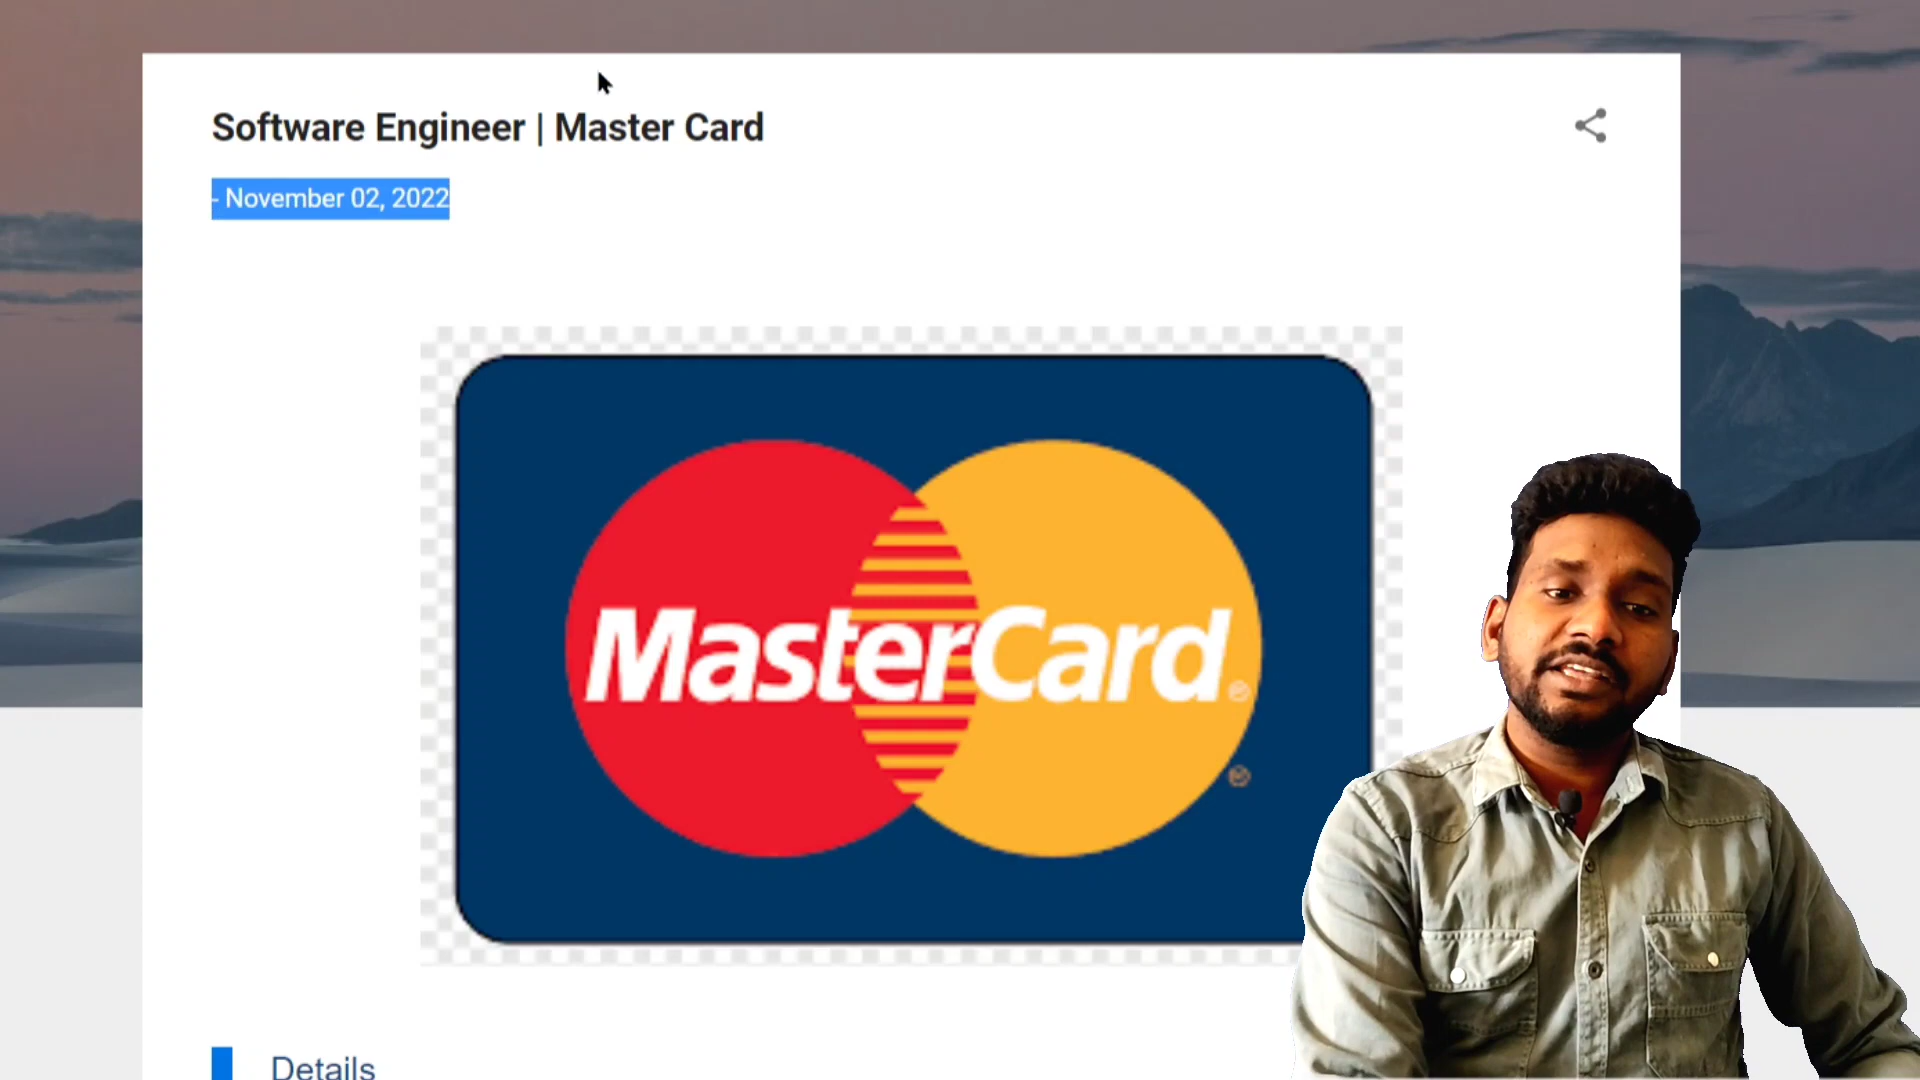 Software Engineer | Master Card
- November 02, 2022
MasterCard
Details